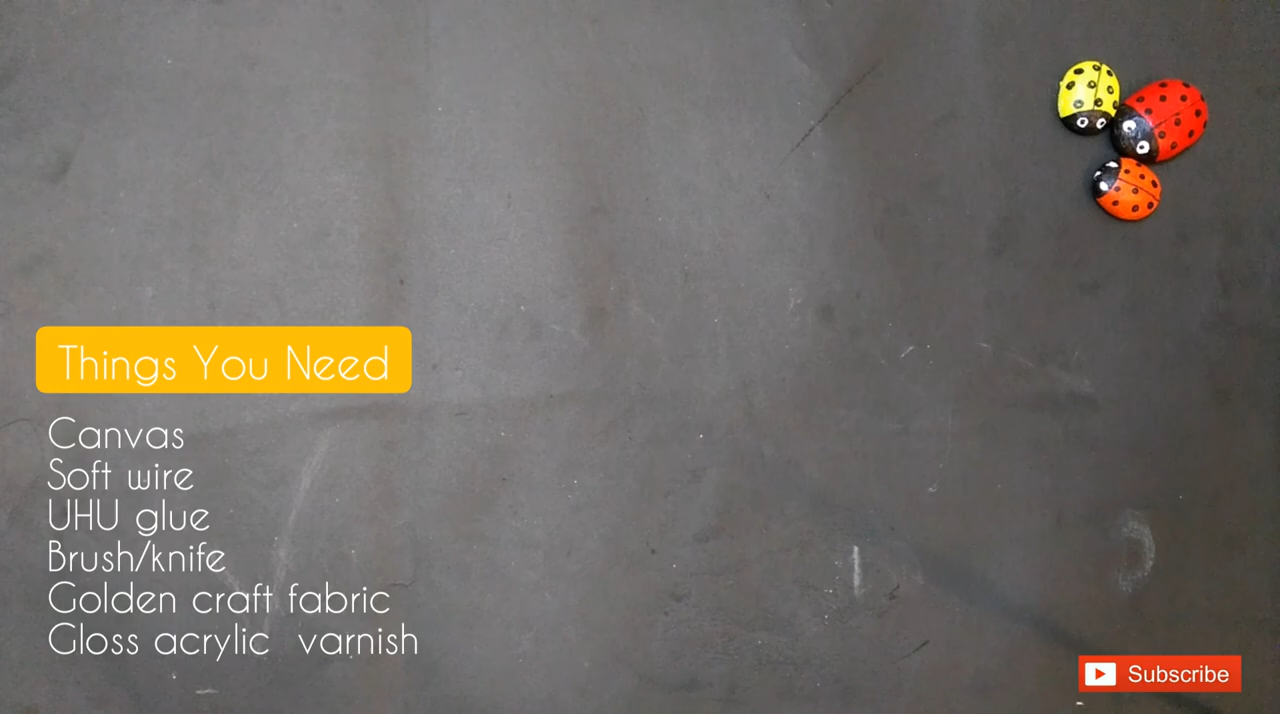 Things You Need
Canvas
Soft wire
UHU glue
Brush/knife
Golden craft fabric
Gloss acrylic  varnish
Subscribe